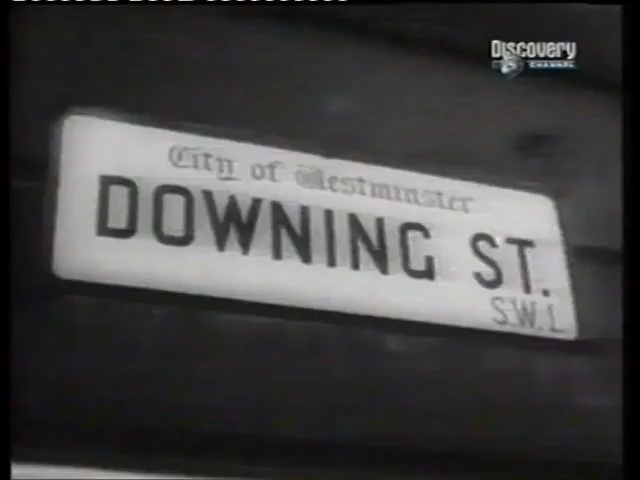 Discovery
CHANNEL
City of Westminster
DOWNING ST.
S.W.1